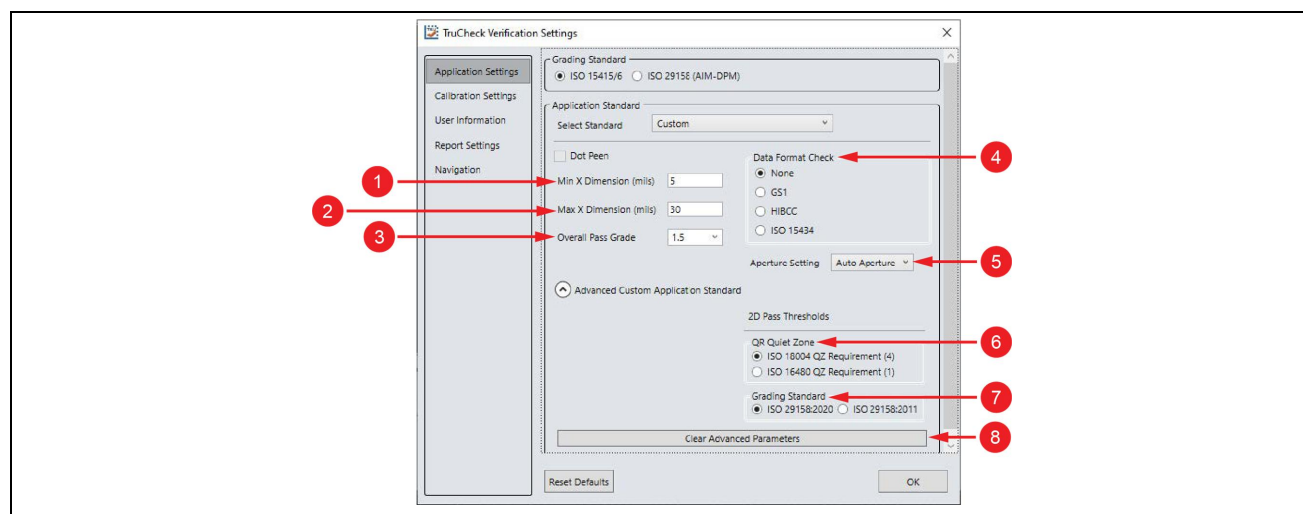 TruCheck Verification Settings
Application Settings
Calibration Settings
User Information
Report Settings
Navigation
Grading Standard
ISO 15415/6 ISO 29158 (AIM-DPM)
Application Standard
Select Standard Custom
Dot Peen
1 Min X Dimension (mils) 5
2 Max X Dimension (mils) 30
3 Overall Pass Grade 1.5
Data Format Check 4
None
GS1
HIBCC
ISO 15434
Aperture Setting Auto Aperture 5
Advanced Custom Application Standard
2D Pass Thresholds
QR Quiet Zone 6
ISO 18004 QZ Requirement (4)
ISO 16480 QZ Requirement (1)
Grading Standard 7
ISO 29158:2020 ISO 29158:2011
Clear Advanced Parameters 8
Reset Defaults OK